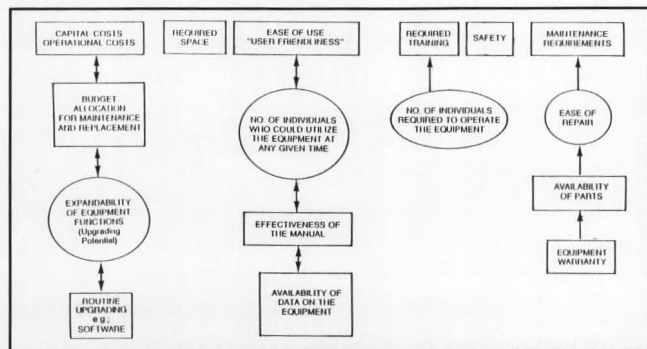 CAPITAL COSTS
OPERATIONAL COSTS
BUDGET
ALLOCATION
FOR MAINTENANCE
AND REPLACEMENT
EXPANDABILITY
OF EQUIPMENT
FUNCTIONS
(Upgrading
Potential)
ROUTINE
UPGRADING
e g ;
SOFTWARE
REQUIRED
SPACE
EASE OF USE
"USER FRIENDLINESS"
NO. OF INDIVIDUALS
WHO COULD UTILIZE
THE EQUIPMENT AT
ANY GIVEN TIME
EFFECTIVENESS OF
THE MANUAL
AVAILABILITY OF
DATA ON THE
EQUIPMENT
REQUIRED
TRAINING
SAFETY
NO. OF INDIVIDUALS
REQUIRED TO OPERATE
THE EQUIPMENT
MAINTENANCE
REQUIREMENTS
EASE OF
REPAIR
AVAILABILITY
OF PARTS
EQUIPMENT
WARRANTY